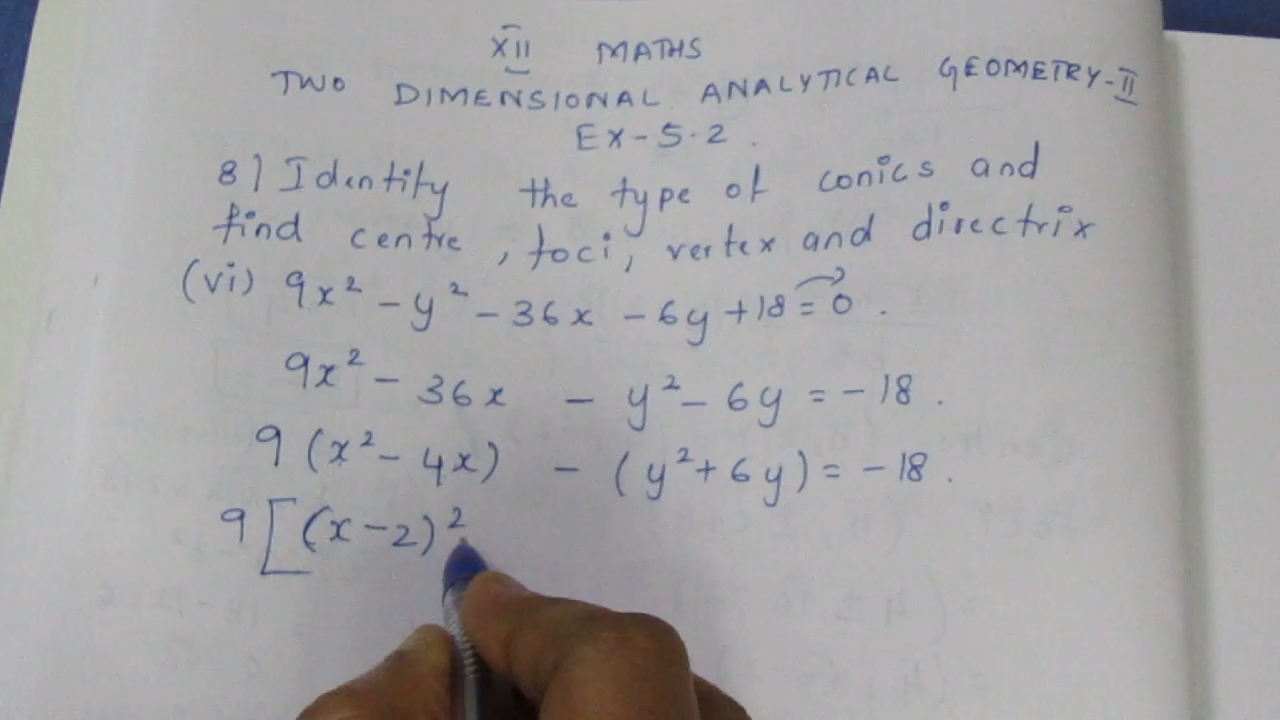 XII MATHS
TWO DIMENSIONAL ANALYTICAL GEOMETRY-II
Ex-5.2.
8) Identify the type of conics and
find centre, foci, vertex and directrix
(vi) 9x² - y² - 36x - 6y + 18 = 0.
9x² - 36x - y² - 6y = -18.
9(x² - 4x) - (y² + 6y) = -18.
9[(x-2)²